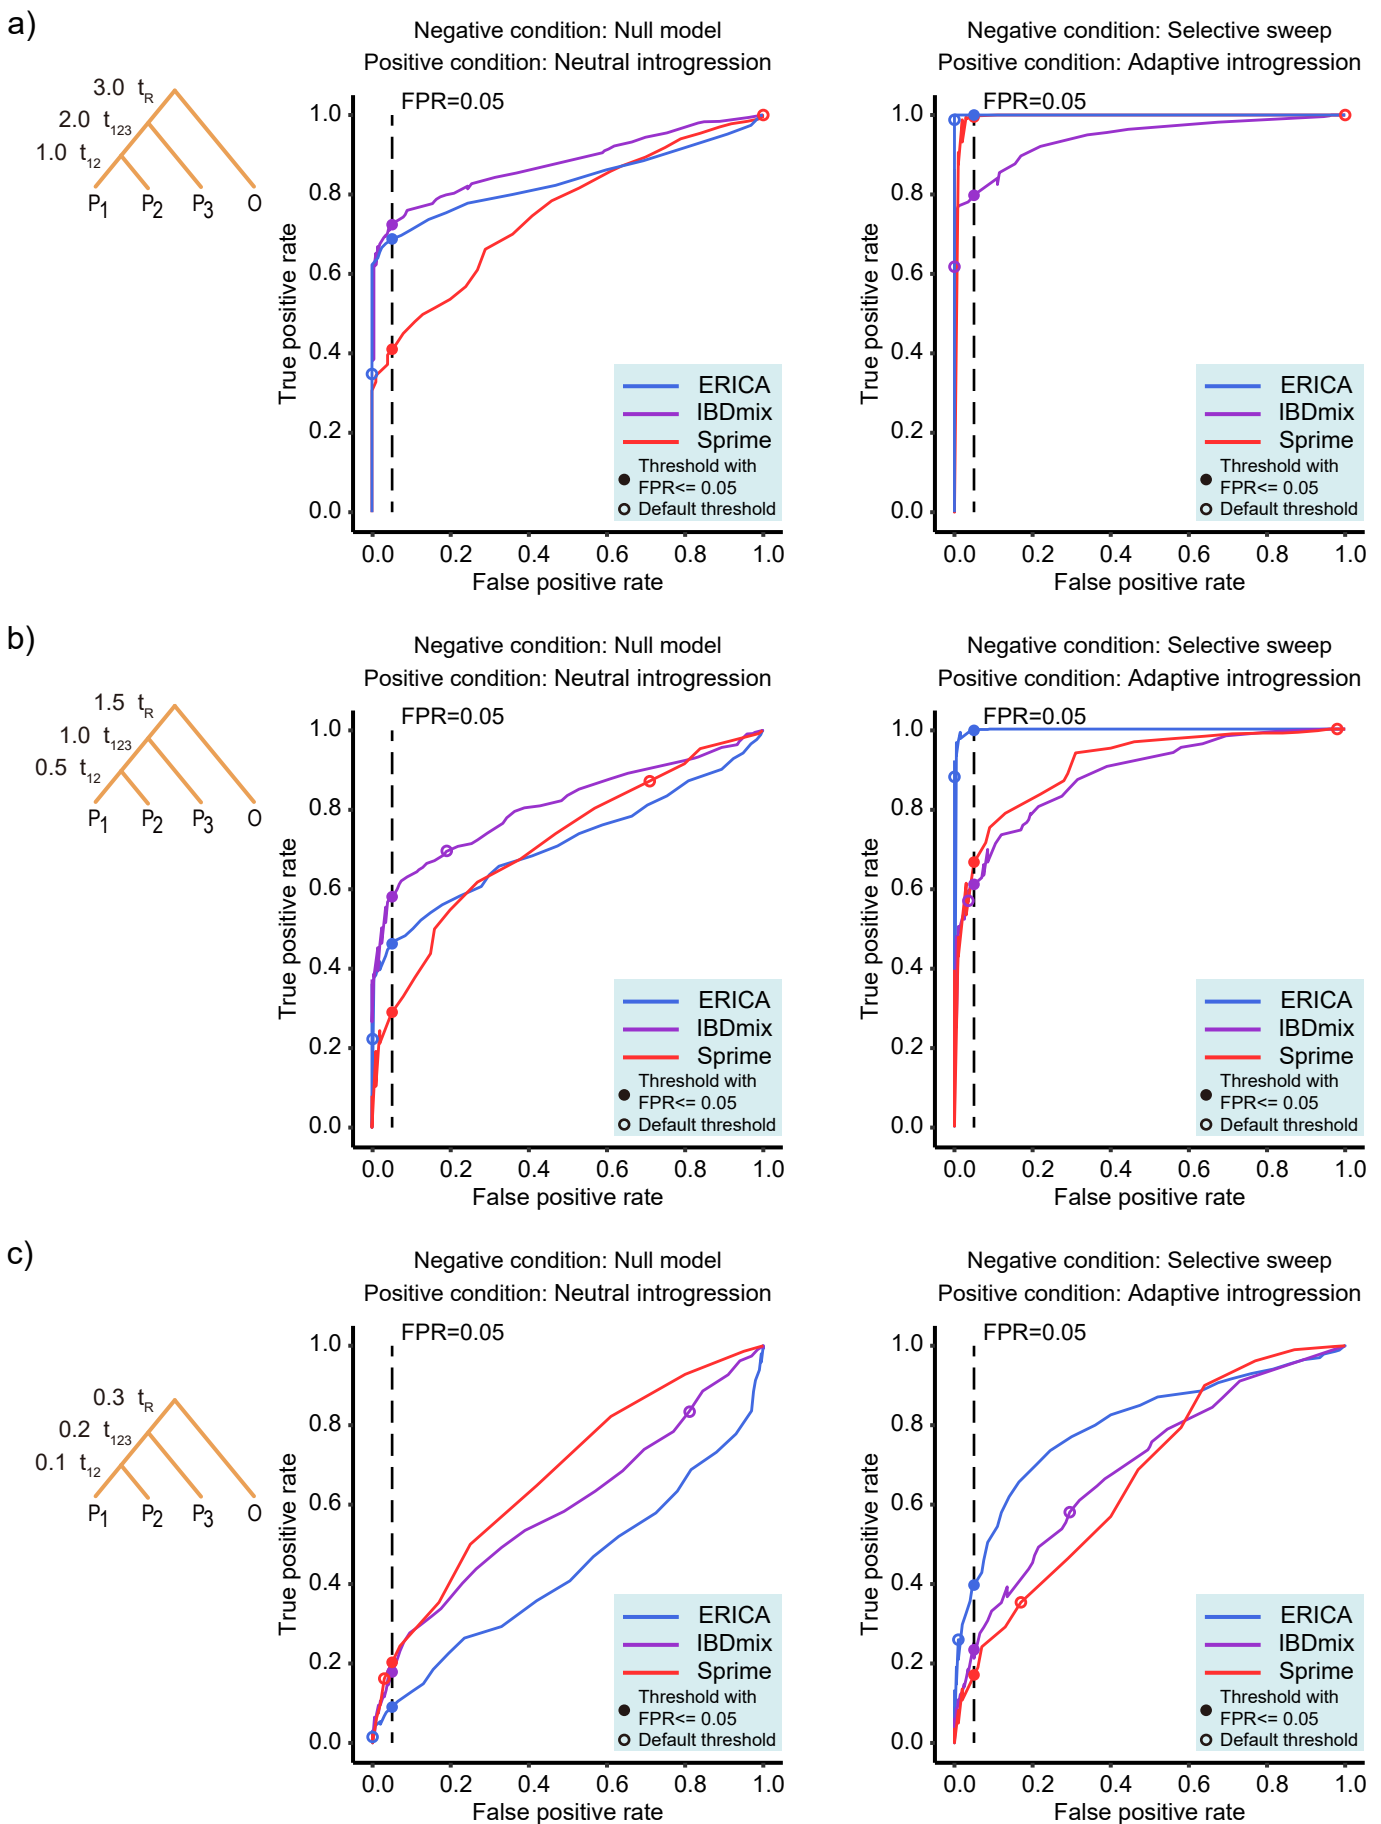 a)
3.0 tR
2.0 t123
1.0 t12
P1 P2 P3 O
Negative condition: Null model
Positive condition: Neutral introgression
FPR=0.05
1.0
0.8
0.6
0.4
0.2
0.0
True positive rate
ERICA
IBDmix
Sprime
Threshold with
FPR<= 0.05
Default threshold
0.0 0.2 0.4 0.6 0.8 1.0
False positive rate
Negative condition: Selective sweep
Positive condition: Adaptive introgression
FPR=0.05
1.0
0.8
0.6
0.4
0.2
0.0
True positive rate
ERICA
IBDmix
Sprime
Threshold with
FPR<= 0.05
Default threshold
0.0 0.2 0.4 0.6 0.8 1.0
False positive rate
b)
1.5 tR
1.0 t123
0.5 t12
P1 P2 P3 O
Negative condition: Null model
Positive condition: Neutral introgression
FPR=0.05
1.0
0.8
0.6
0.4
0.2
0.0
True positive rate
ERICA
IBDmix
Sprime
Threshold with
FPR<= 0.05
Default threshold
0.0 0.2 0.4 0.6 0.8 1.0
False positive rate
Negative condition: Selective sweep
Positive condition: Adaptive introgression
FPR=0.05
1.0
0.8
0.6
0.4
0.2
0.0
True positive rate
ERICA
IBDmix
Sprime
Threshold with
FPR<= 0.05
Default threshold
0.0 0.2 0.4 0.6 0.8 1.0
False positive rate
c)
0.3 tR
0.2 t123
0.1 t12
P1 P2 P3 O
Negative condition: Null model
Positive condition: Neutral introgression
FPR=0.05
1.0
0.8
0.6
0.4
0.2
0.0
True positive rate
ERICA
IBDmix
Sprime
Threshold with
FPR<= 0.05
Default threshold
0.0 0.2 0.4 0.6 0.8 1.0
False positive rate
Negative condition: Selective sweep
Positive condition: Adaptive introgression
FPR=0.05
1.0
0.8
0.6
0.4
0.2
0.0
True positive rate
ERICA
IBDmix
Sprime
Threshold with
FPR<= 0.05
Default threshold
0.0 0.2 0.4 0.6 0.8 1.0
False positive rate